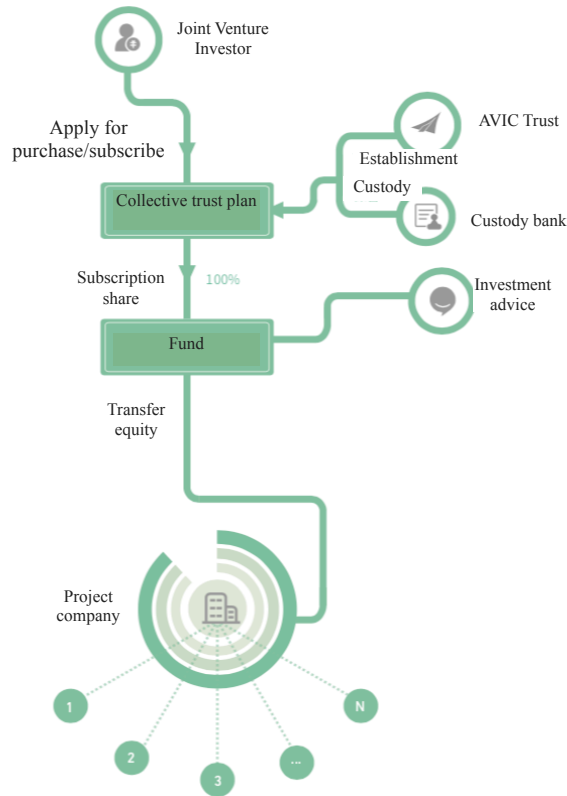 Joint Venture
Investor
Apply for
purchase/subscribe
AVIC Trust
Establishment
Custody
Collective trust plan
Custody bank
Subscription
share
100%
Investment
advice
Fund
Transfer
equity
Project
company
1
2
3
...
N